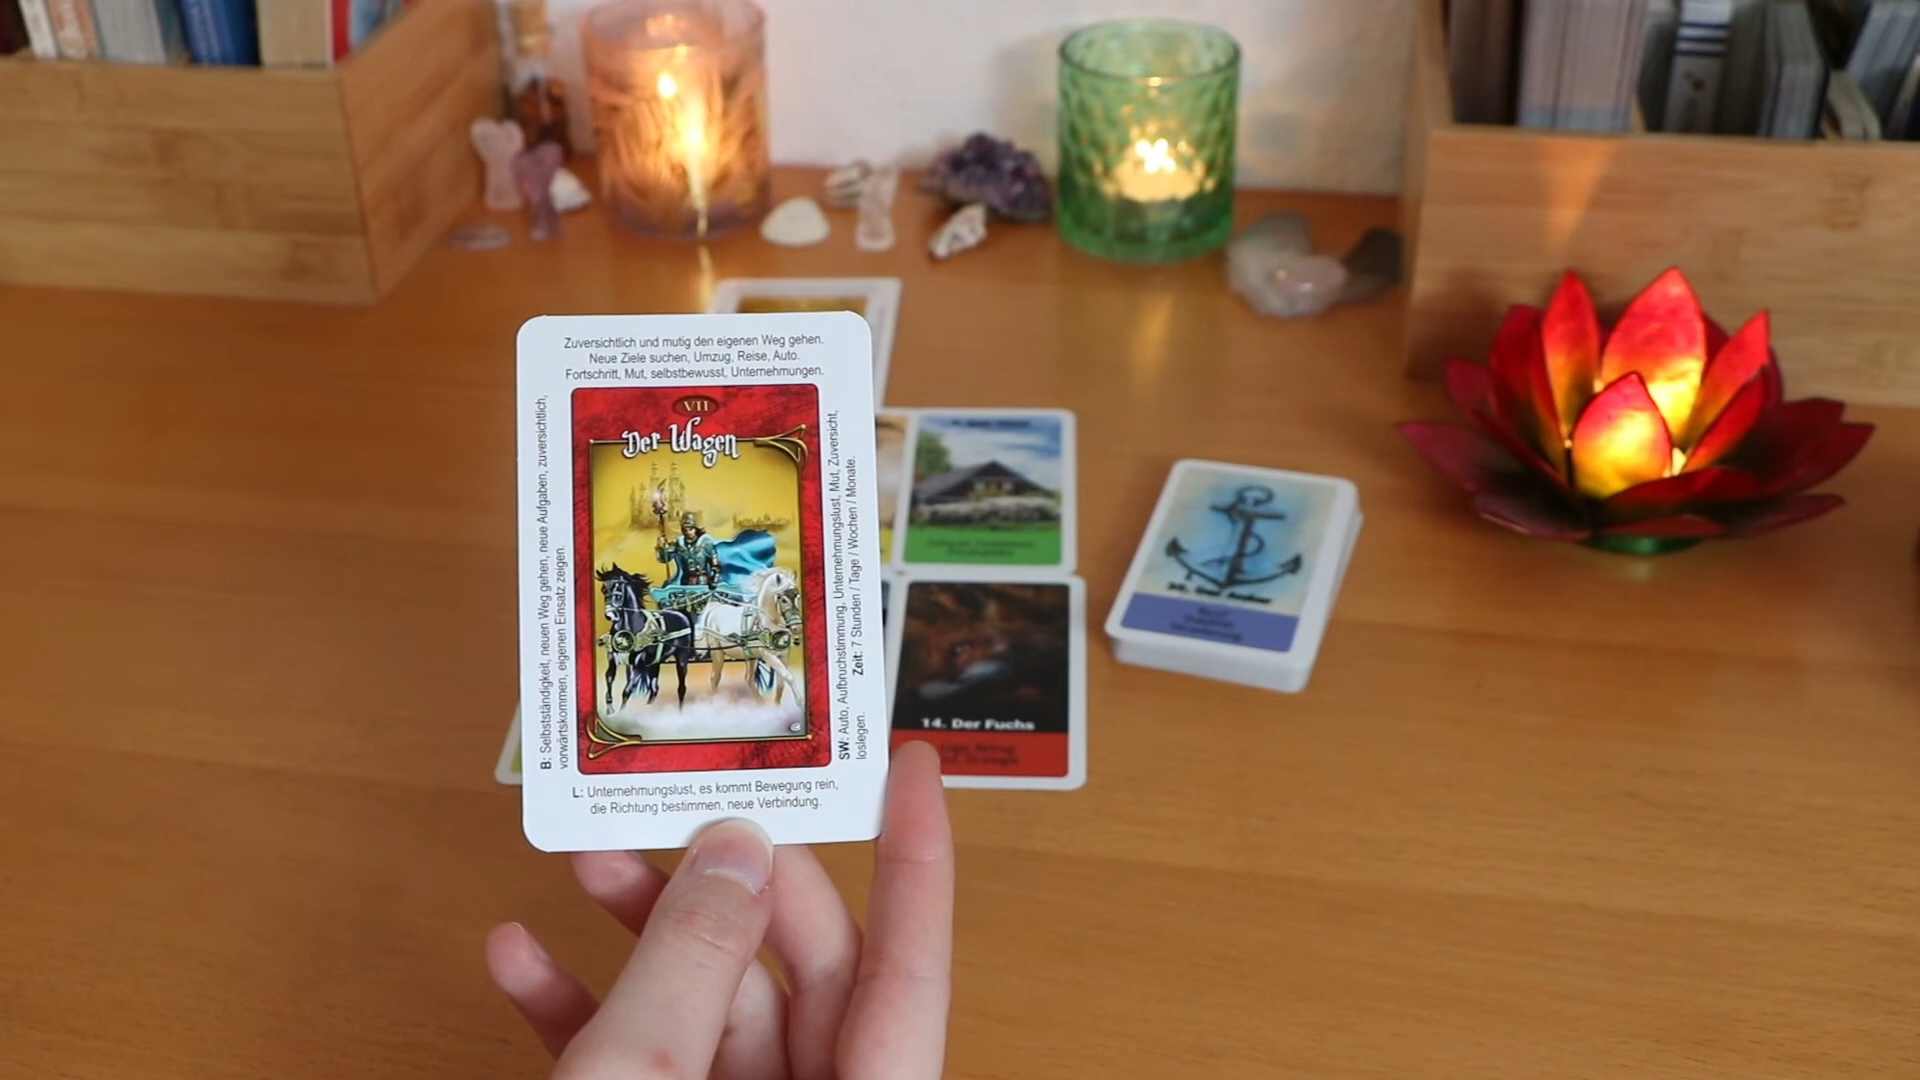 Zuversichtlich und mutig den eigenen Weg gehen.
Neue Ziele suchen, Umzug, Reise, Auto.
Fortschritt, Mut, selbstbewusst, Unternehmungen.
B: Selbstständigkeit, neuen Weg gehen, neue Aufgaben, zuversichtlich,
vorwärtskommen, eigenen Einsatz zeigen.
VII
Der Wagen
SW: Auto, Aufbruchstimmung, Unternehmungslust, Mut, Zuversicht,
loslegen. Zeit: 7 Stunden / Tage / Wochen / Monate.
L: Unternehmungslust, es kommt Bewegung rein,
die Richtung bestimmen, neue Verbindung.
14. Der Fuchs